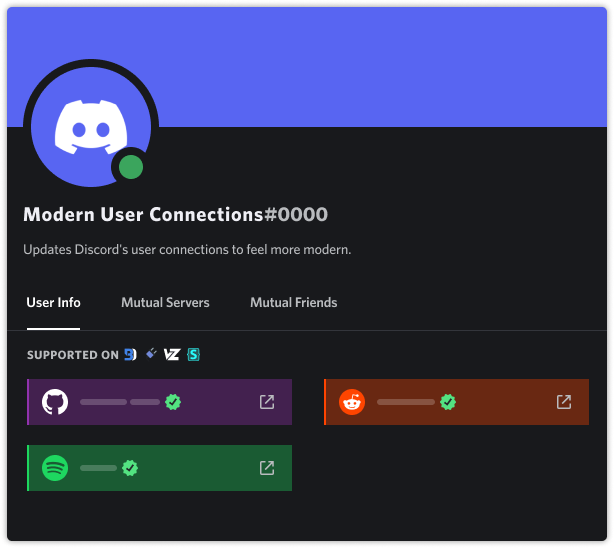 Modern User Connections#0000
Updates Discord's user connections to feel more modern.
User Info Mutual Servers Mutual Friends
SUPPORTED ON